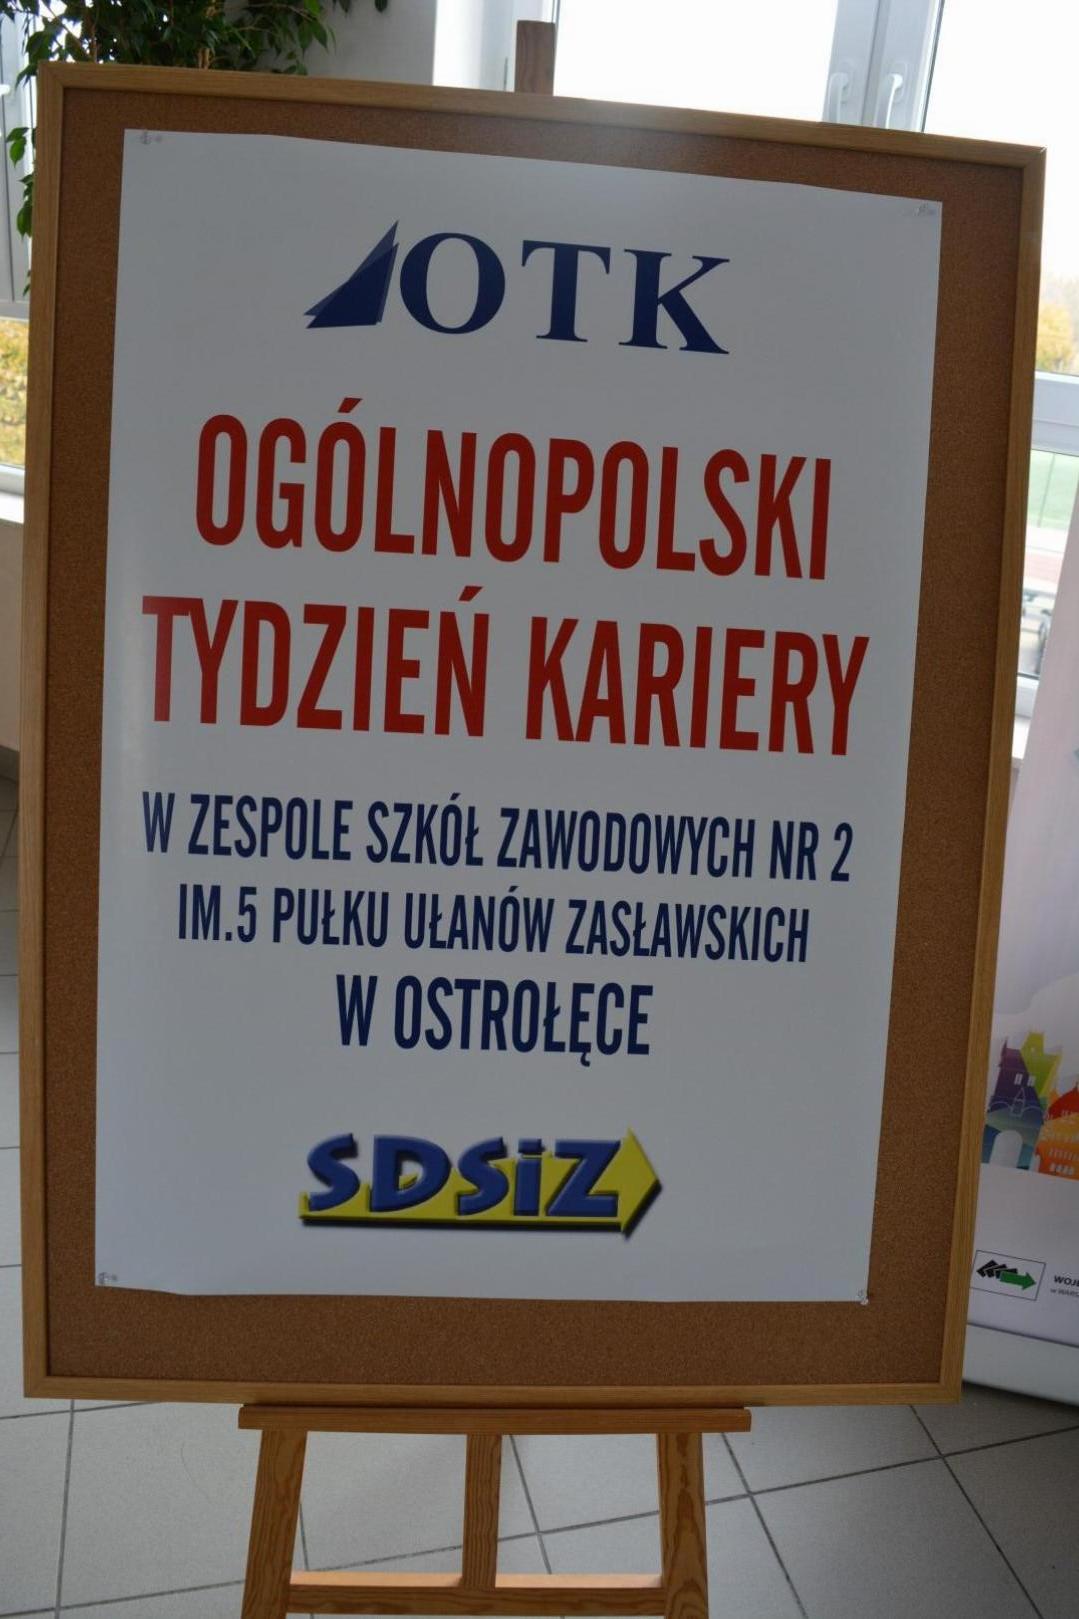 OTK
OGÓLNOPOLSKI
TYDZIEŃ KARIERY
W ZESPOLE SZKÓŁ ZAWODOWYCH NR 2
IM.5 PUŁKU UŁANÓW ZASŁAWSKICH
W OSTROŁĘCE
SDSiZ